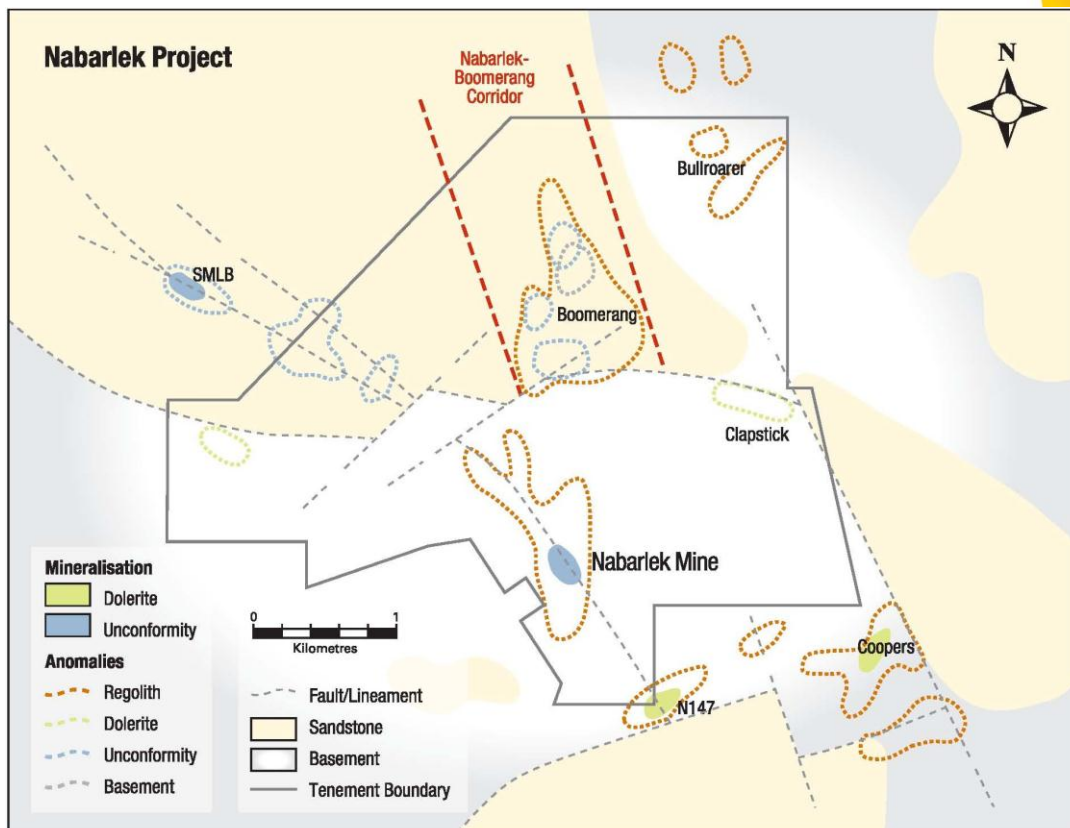 Nabarlek Project
Nabarlek-
Boomerang
Corridor
N
Bullroarer
SMLB
Boomerang
Clapstick
Nabarlek Mine
Coopers
N147
Mineralisation
Dolerite
Unconformity
Anomalies
Regolith
Dolerite
Unconformity
Basement
0 1
Kilometres
Fault/Lineament
Sandstone
Basement
Tenement Boundary